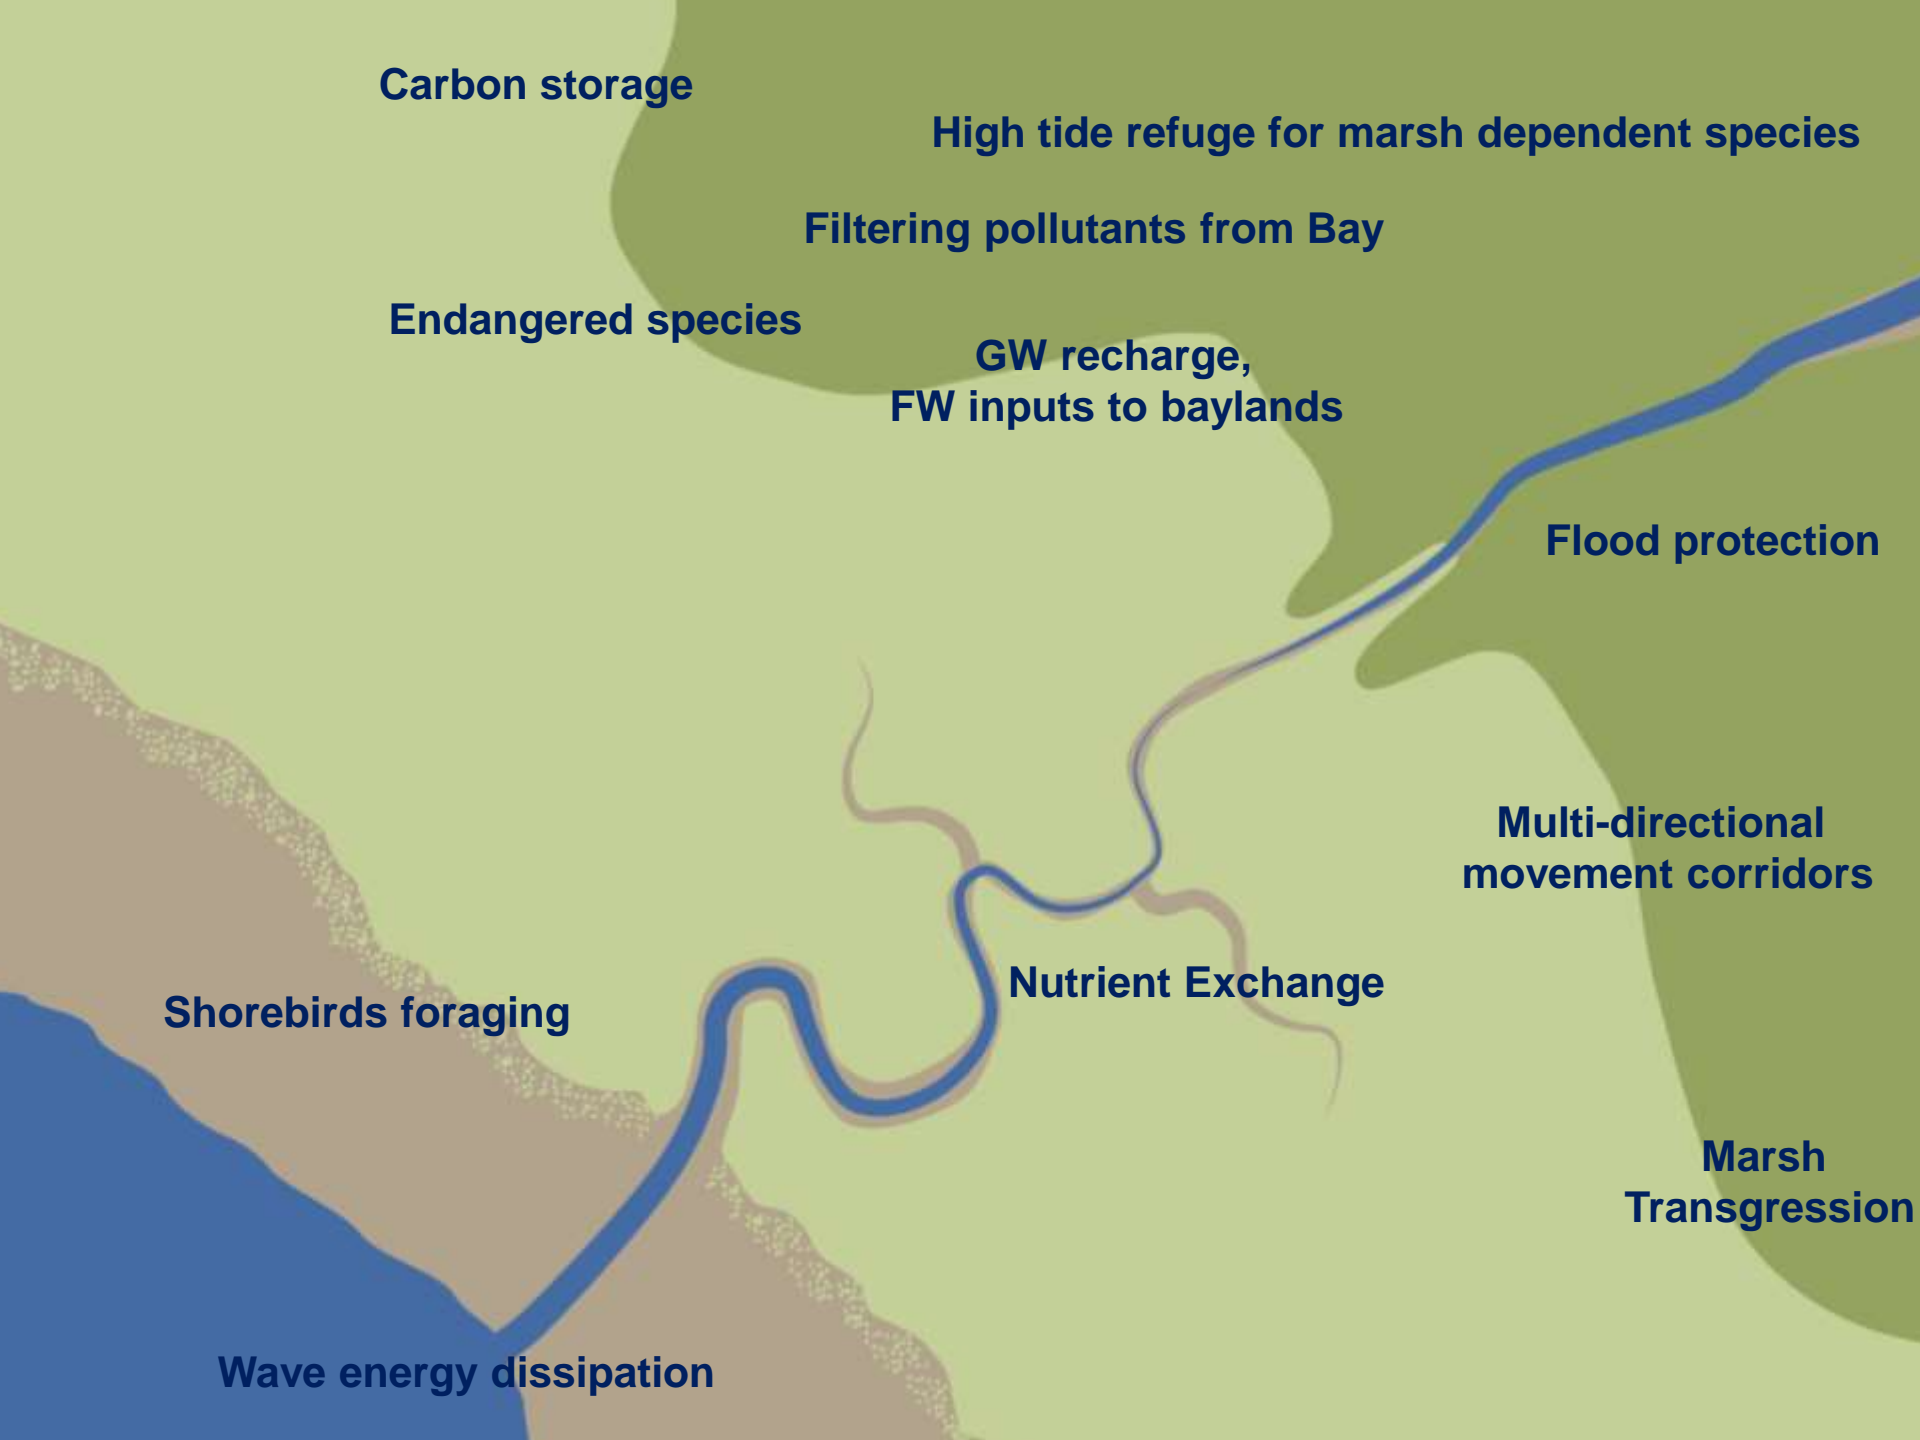 Carbon storage
High tide refuge for marsh dependent species
Filtering pollutants from Bay
Endangered species
GW recharge,
FW inputs to baylands
Flood protection
Multi-directional
movement corridors
Nutrient Exchange
Shorebirds foraging
Marsh
Transgression
Wave energy dissipation